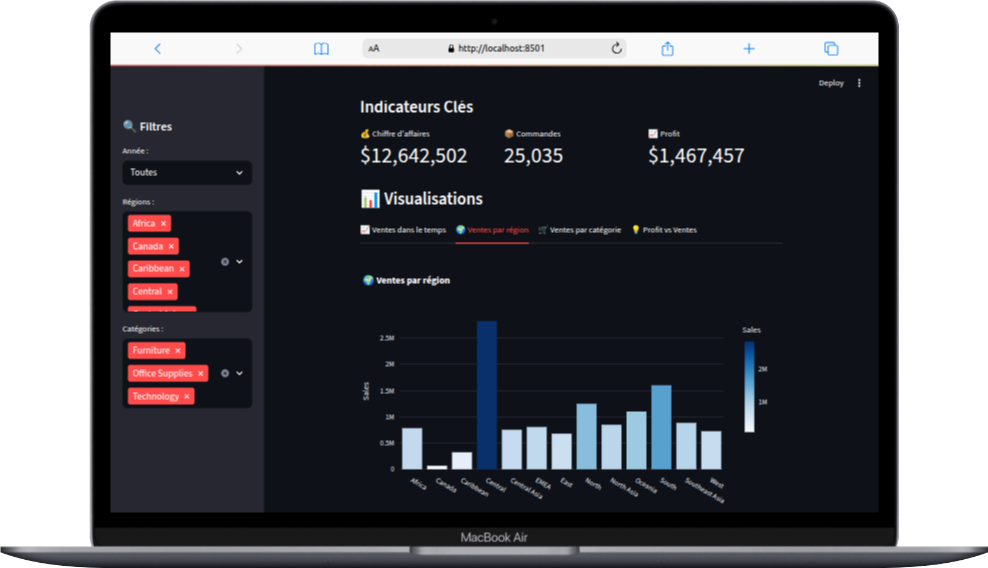 AA http://localhost:8501
Deploy
Filtres
Année :
Toutes
Régions :
Africa ×
Canada ×
Caribbean ×
Central ×
Catégories :
Furniture ×
Office Supplies ×
Technology ×
Indicateurs Clés
Chiffre d'affaires Commandes Profit
$12,642,502 25,035 $1,467,457
Visualisations
Ventes dans le temps Ventes par région Ventes par catégorie Profit vs Ventes
Ventes par région
Sales
2.5M
2M
1.5M
1M
0.5M
0
Africa Canada Caribbean Central Central Asia EMEA East North North Asia Oceania South Southeast Asia West
Sales
2M
1M
MacBook Air